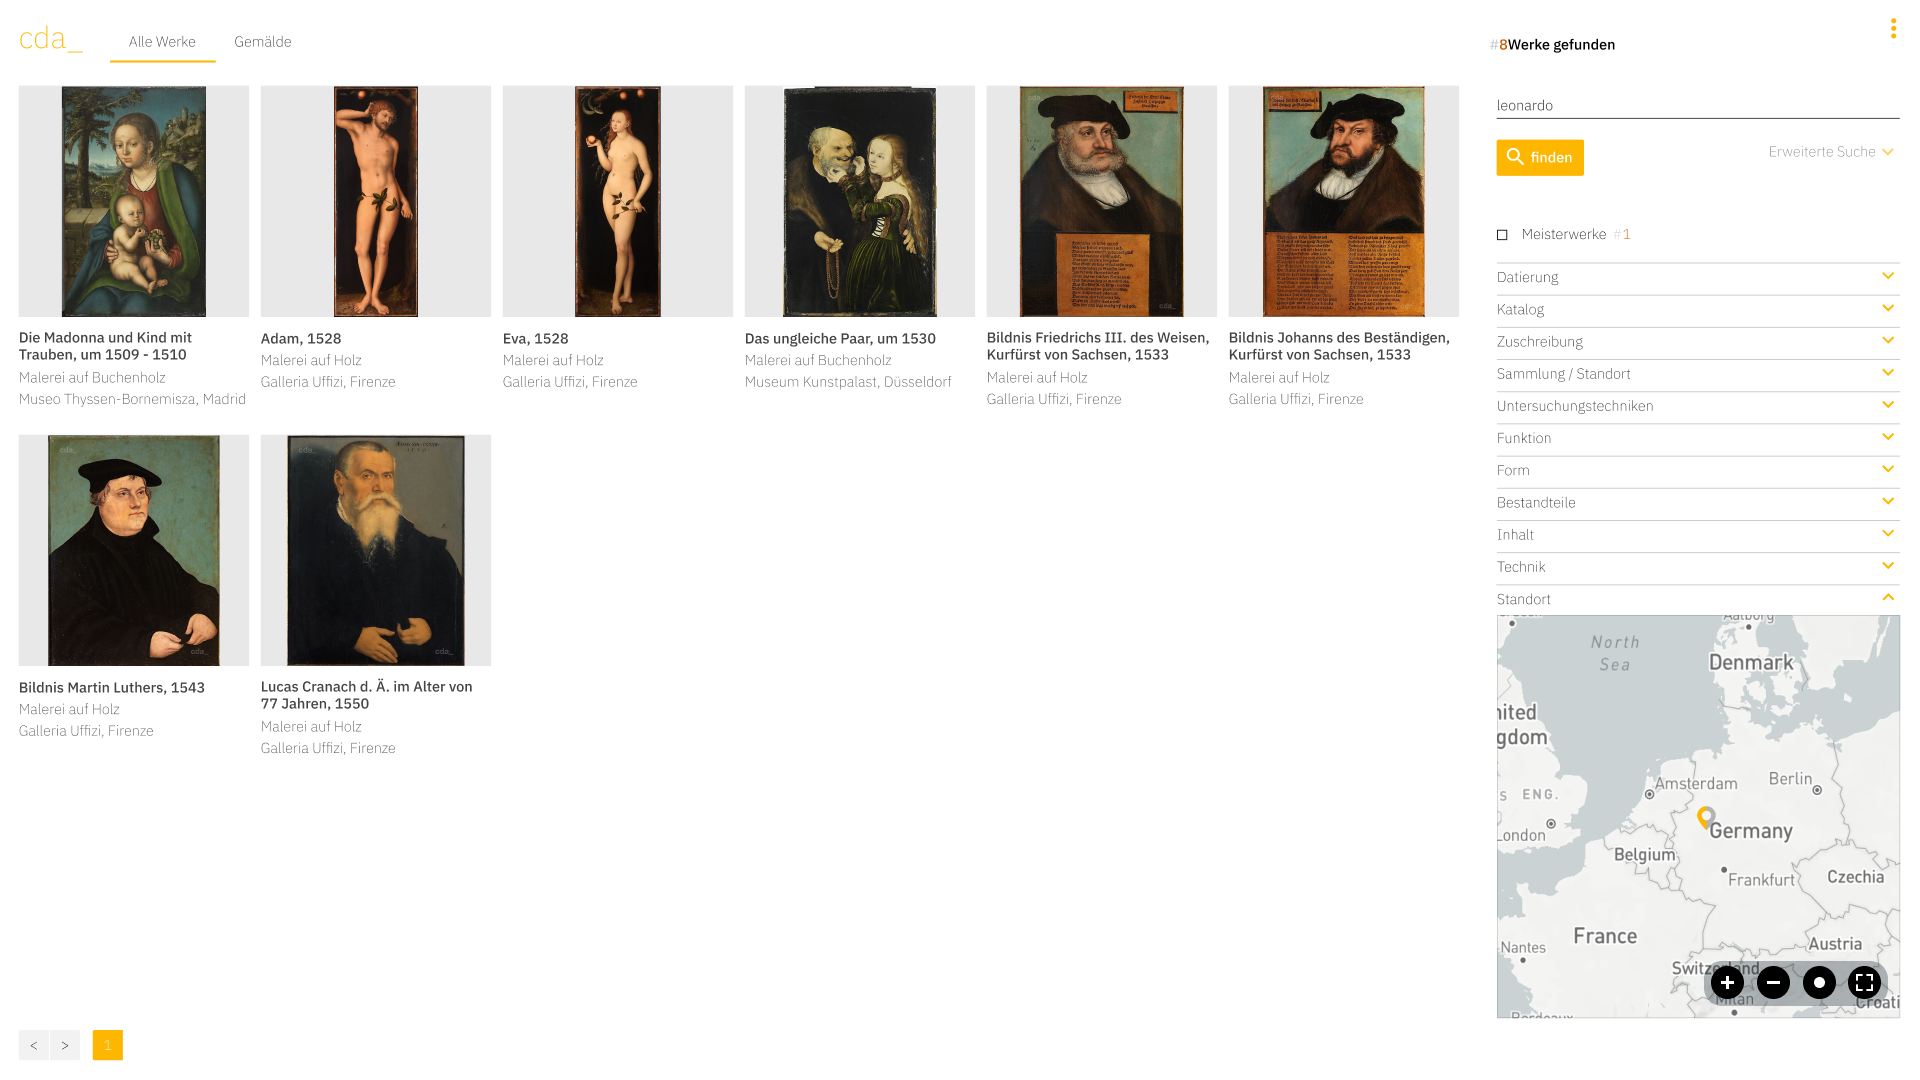 cda_
Alle Werke
Gemälde
#8Werke gefunden
leonardo
finden
Erweiterte Suche
Meisterwerke #1
Datierung
Katalog
Zuschreibung
Sammlung / Standort
Untersuchungstechniken
Funktion
Form
Bestandteile
Inhalt
Technik
Standort
Die Madonna und Kind mit
Trauben, um 1509 - 1510
Malerei auf Buchenholz
Museo Thyssen-Bornemisza, Madrid
Adam, 1528
Malerei auf Holz
Galleria Uffizi, Firenze
Eva, 1528
Malerei auf Holz
Galleria Uffizi, Firenze
Das ungleiche Paar, um 1530
Malerei auf Buchenholz
Museum Kunstpalast, Düsseldorf
Bildnis Friedrichs III. des Weisen,
Kurfürst von Sachsen, 1533
Malerei auf Holz
Galleria Uffizi, Firenze
Bildnis Johanns des Beständigen,
Kurfürst von Sachsen, 1533
Malerei auf Holz
Galleria Uffizi, Firenze
cda_
cda_
Bildnis Martin Luthers, 1543
Malerei auf Holz
Galleria Uffizi, Firenze
cda_
cda_
Lucas Cranach d. Ä. im Alter von
77 Jahren, 1550
Malerei auf Holz
Galleria Uffizi, Firenze
Aalborg
North
Sea
Denmark
nited
gdom
Amsterdam
Berlin
S ENG.
London
Germany
Belgium
Frankfurt
Czechia
France
Nantes
Austria
Switzerland
Milan
Croati
Bordeaux
< > 1